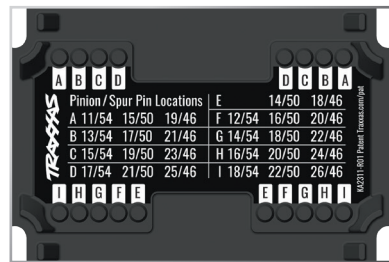 A B C D
D C B A
TRAXXAS
Pinion/Spur Pin Locations
A 11/54 15/50 19/46
B 13/54 17/50 21/46
C 15/54 19/50 23/46
D 17/54 21/50 25/46
E 14/50 18/46
F 12/54 16/50 20/46
G 14/54 18/50 22/46
H 16/54 20/50 24/46
I 18/54 22/50 26/46
KA2311-R01 Patent Traxxas.com/pat
I H G F E
E F G H I